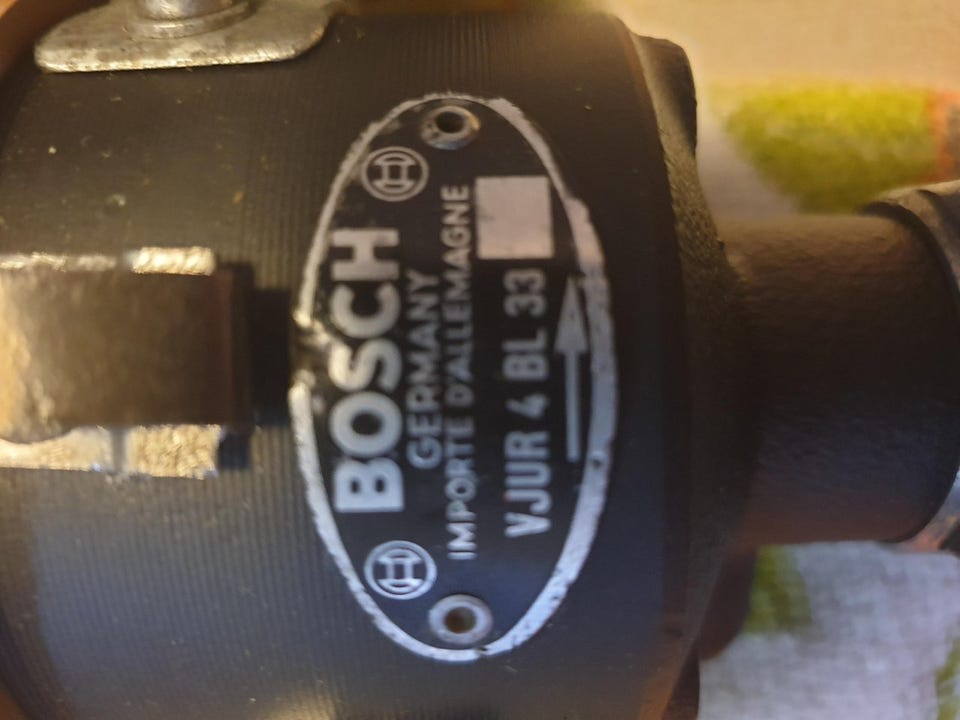 BOSCH
GERMANY
IMPORTE D'ALLEMAGNE
VJUR 4 BL 33